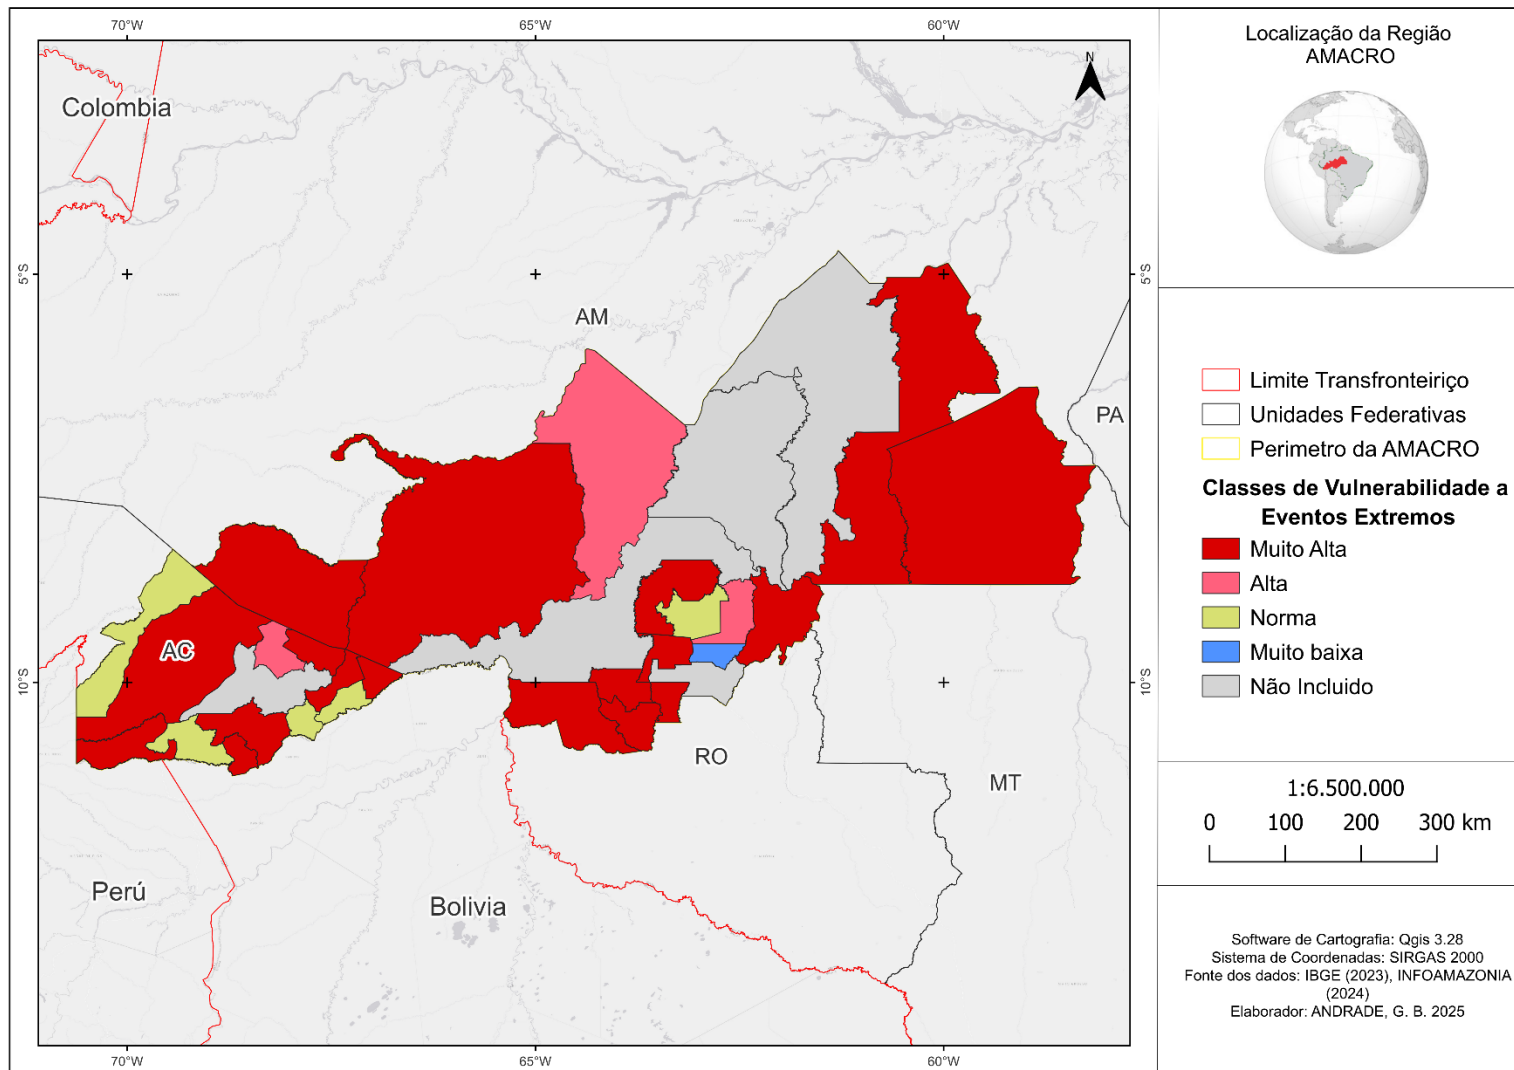 70°W
65°W
60°W
N
Colombia
5°S
5°S
AM
PA
AC
10°S
10°S
RO
MT
Perú
Bolivia
70°W
65°W
60°W
Localização da Região
AMACRO
Limite Transfronteiriço
Unidades Federativas
Perimetro da AMACRO
Classes de Vulnerabilidade a
Eventos Extremos
Muito Alta
Alta
Norma
Muito baixa
Não Incluido
1:6.500.000
0 100 200 300 km
Software de Cartografia: Qgis 3.28
Sistema de Coordenadas: SIRGAS 2000
Fonte dos dados: IBGE (2023), INFOAMAZONIA
(2024)
Elaborador: ANDRADE, G. B. 2025